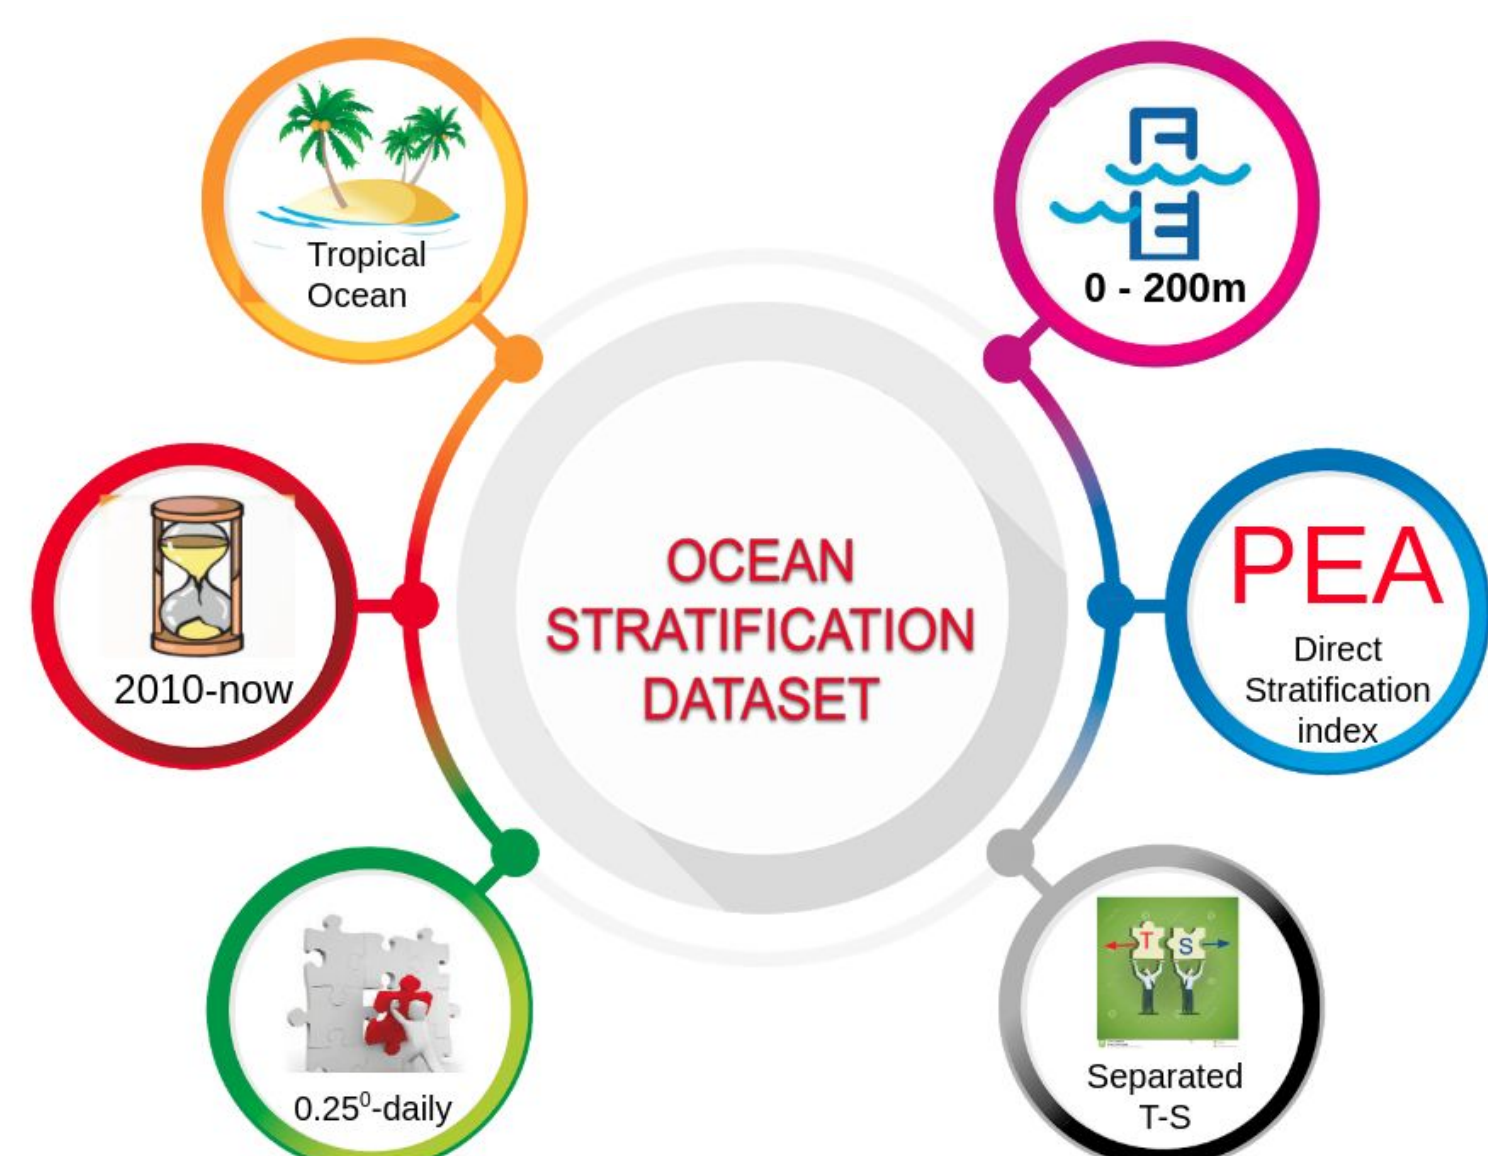 Tropical
Ocean
0 - 200m
OCEAN
STRATIFICATION
DATASET
2010-now
PEA
Direct
Stratification
index
0.25⁰-daily
T S
Separated
T-S